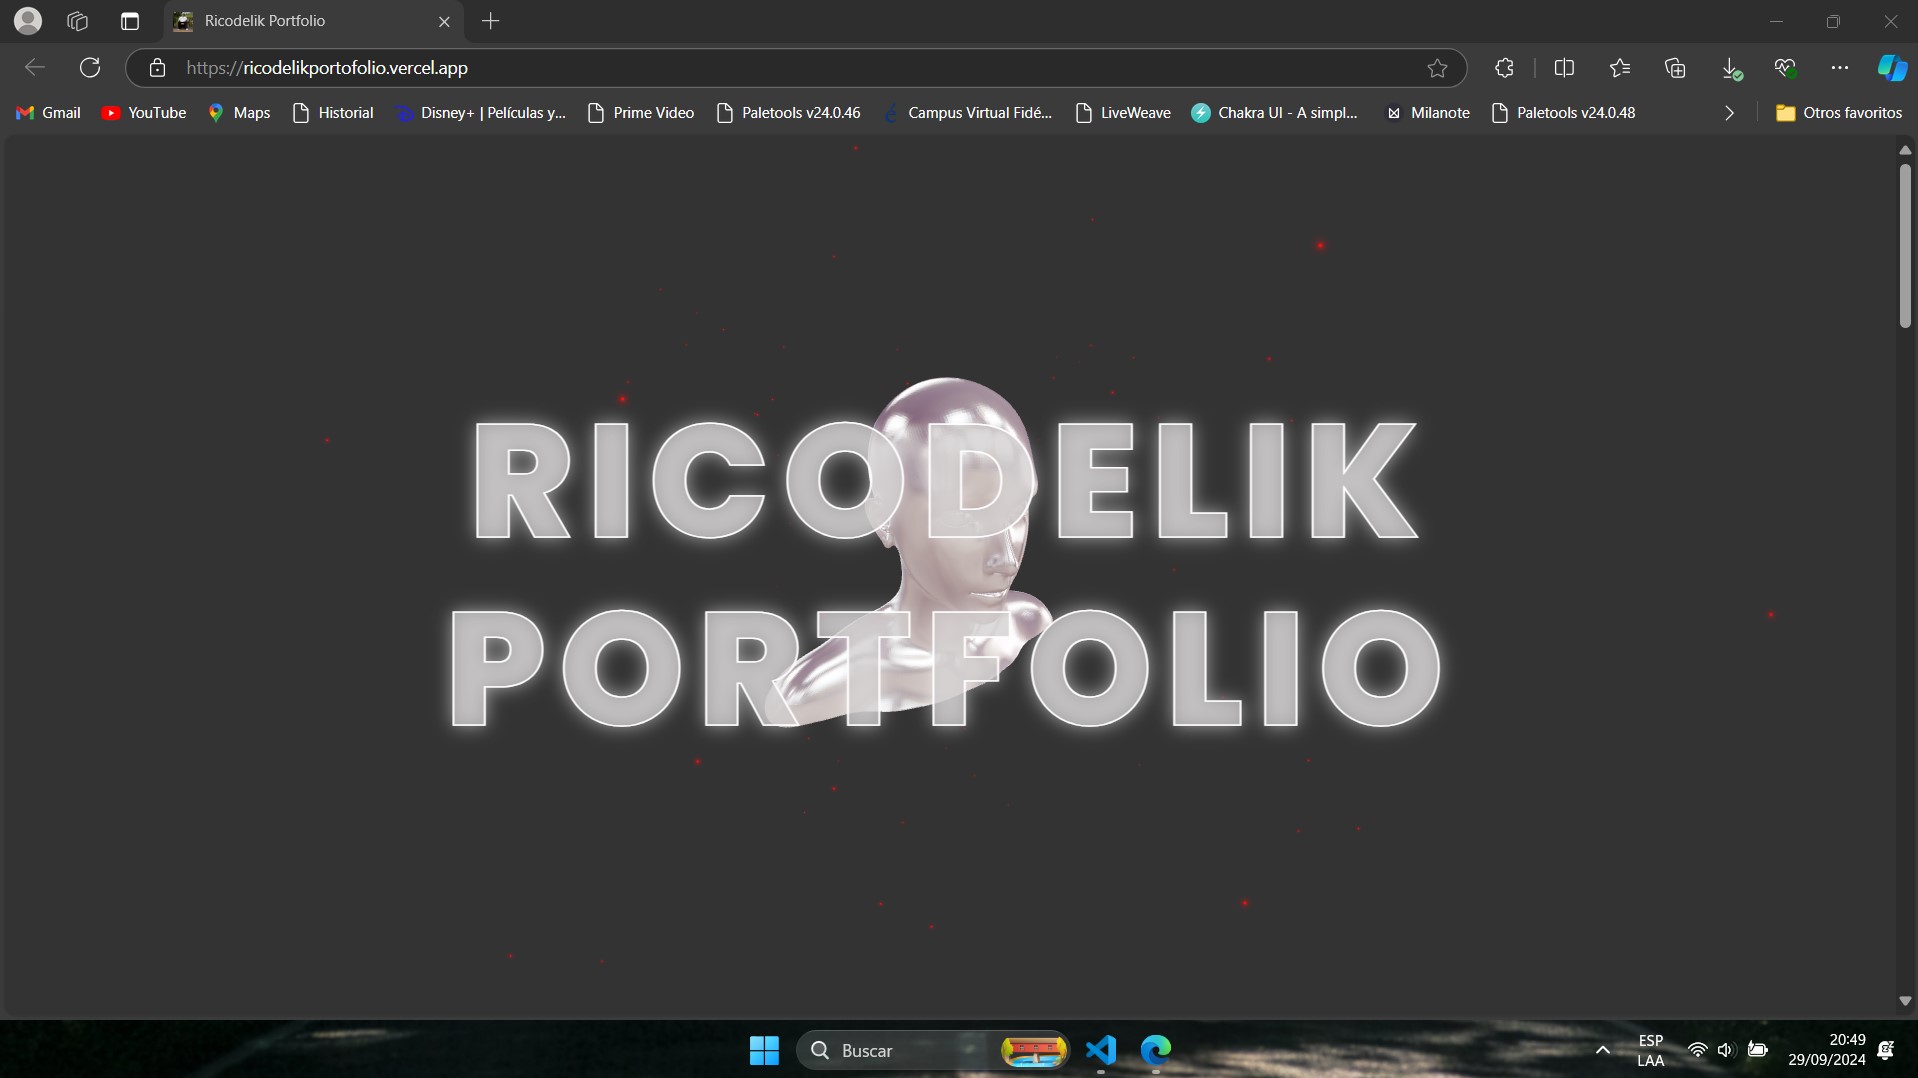 Ricodelik Portfolio
https://ricodelikportofolio.vercel.app
Gmail
YouTube
Maps
Historial
Disney+ | Películas y...
Prime Video
Paletools v24.0.46
Campus Virtual Fidé...
LiveWeave
Chakra UI - A simpl...
Milanote
Paletools v24.0.48
Otros favoritos
RICODELIK
PORTFOLIO
Buscar
ESP
LAA
20:49
29/09/2024